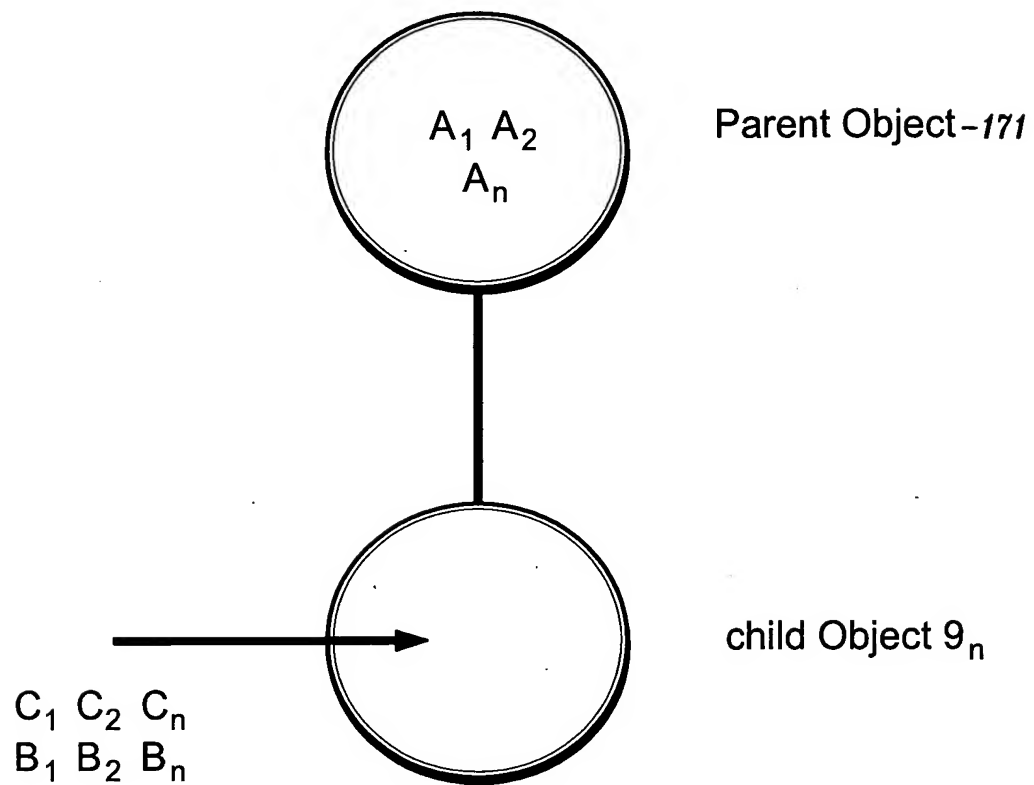 A₁ A₂
Aₙ
Parent Object-171
child Object 9ₙ
C₁ C₂ Cₙ
B₁ B₂ Bₙ